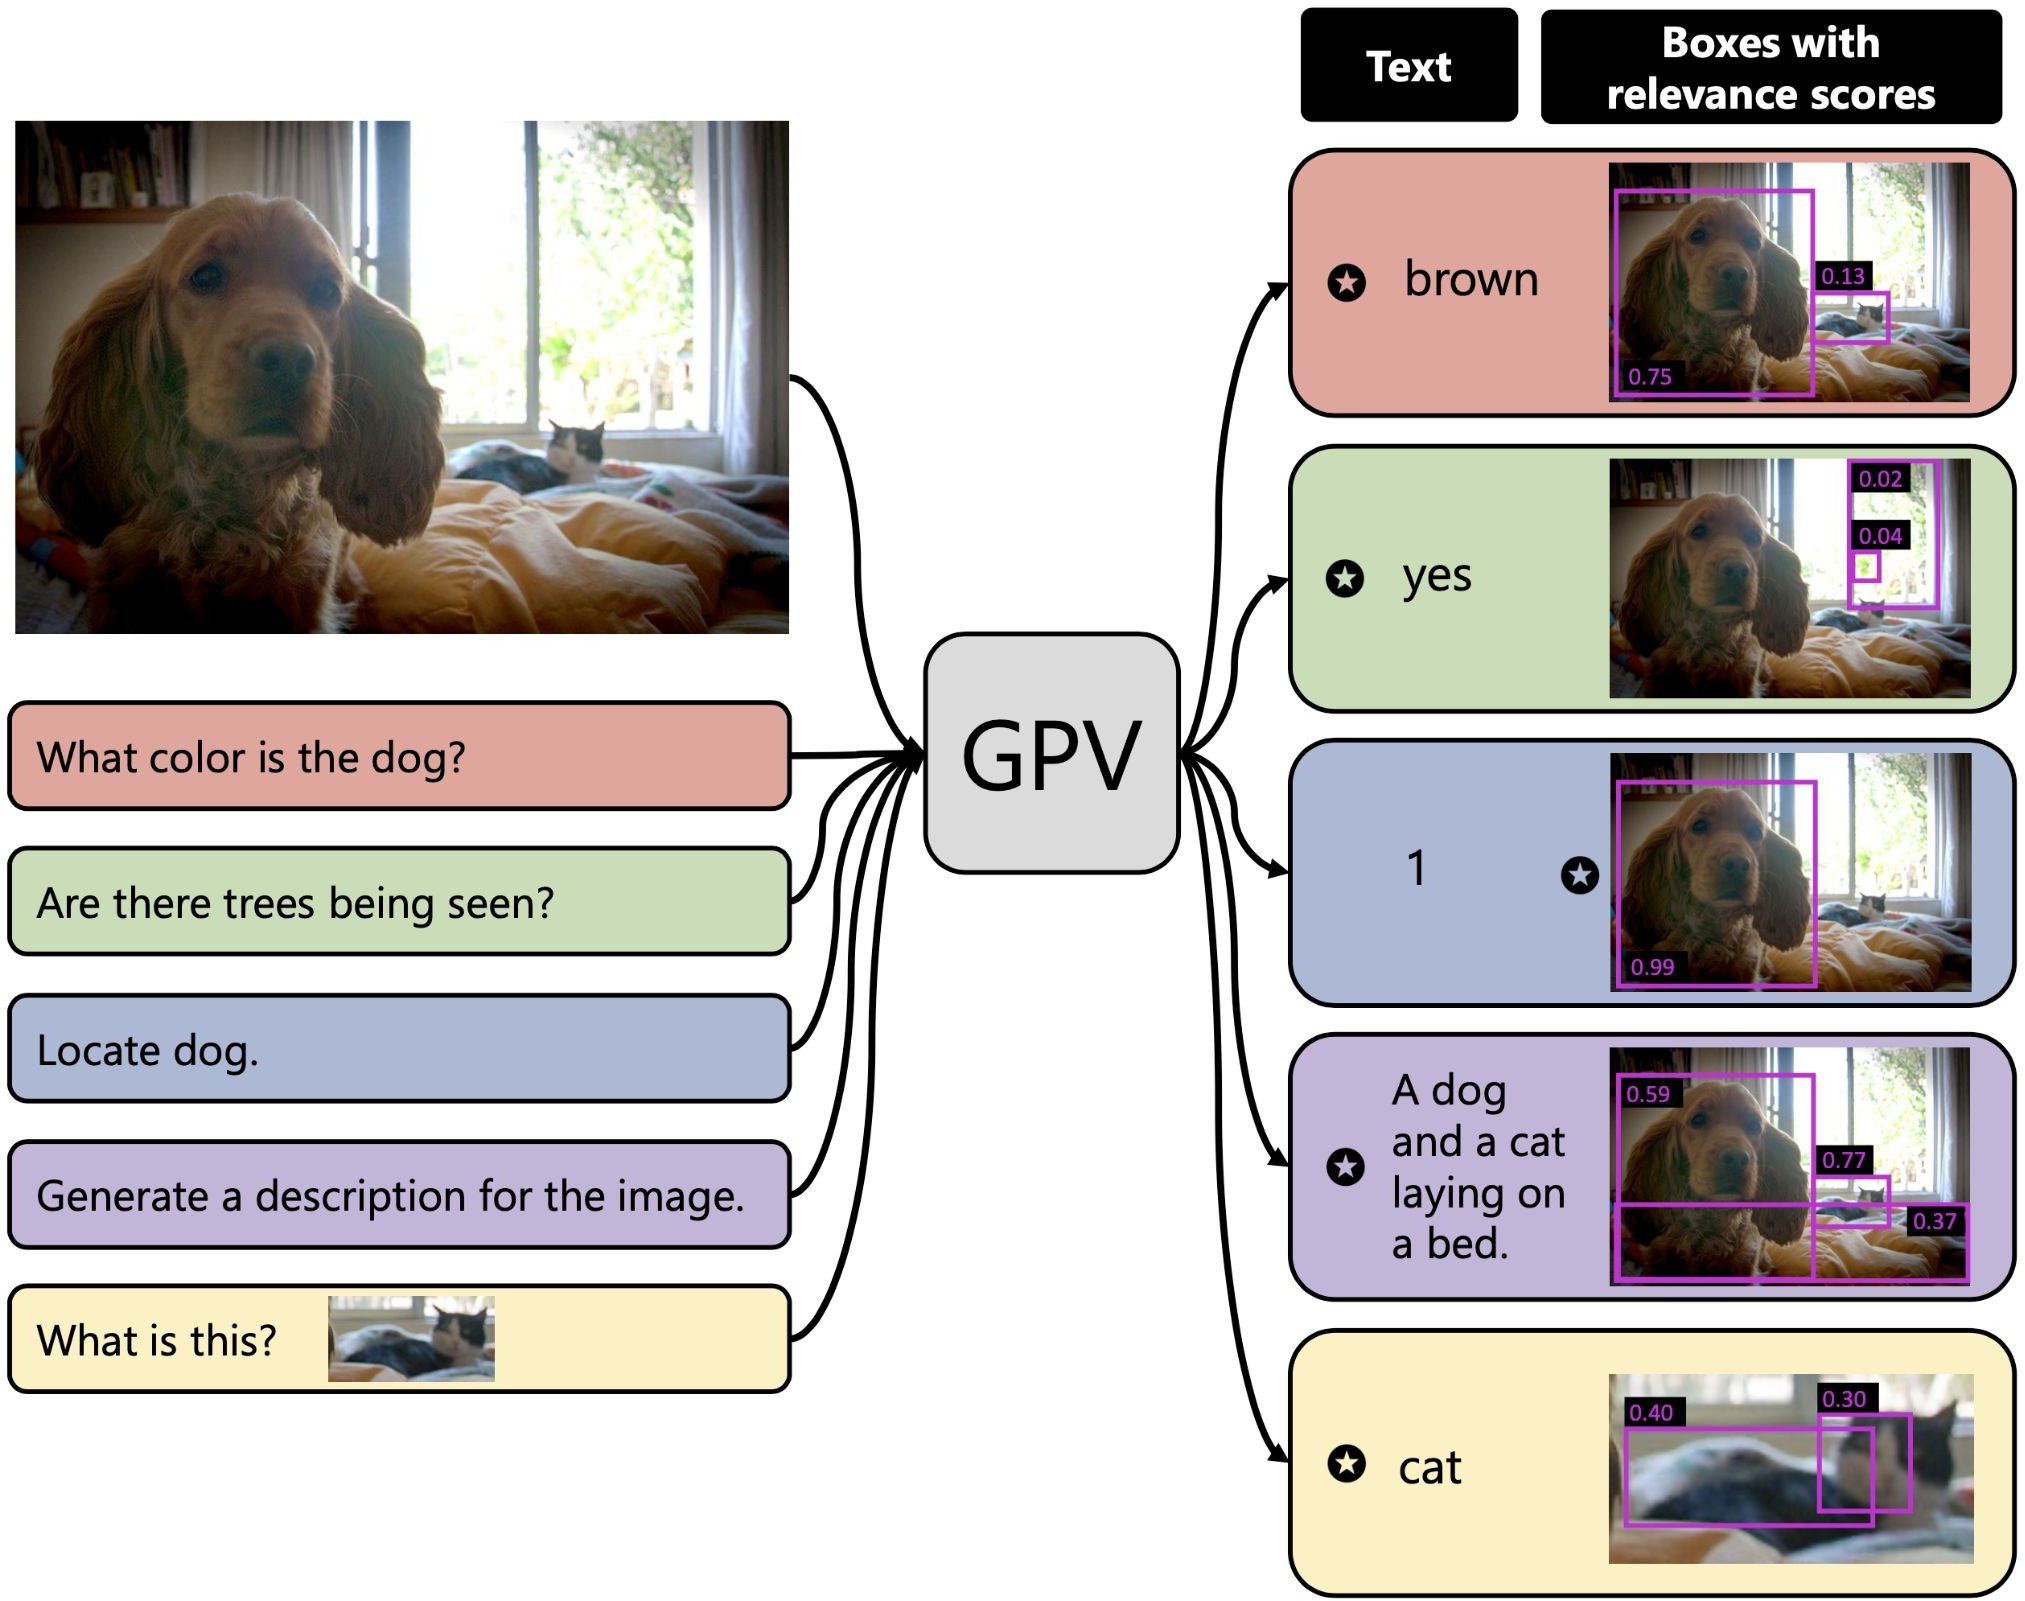 Text
Boxes with
relevance scores
What color is the dog?
Are there trees being seen?
Locate dog.
Generate a description for the image.
What is this?
GPV
brown
0.13
0.75
yes
0.02
0.04
1
0.99
A dog
and a cat
laying on
a bed.
0.59
0.77
0.37
cat
0.40
0.30